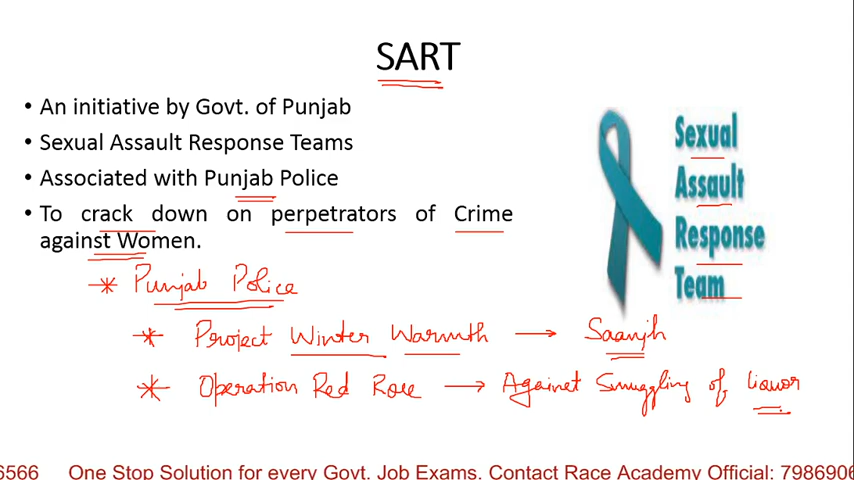 SART
• An initiative by Govt. of Punjab
• Sexual Assault Response Teams
• Associated with Punjab Police
• To crack down on perpetrators of Crime
against Women.
Sexual
Assault
Response
Team
* Punjab Police
* Project Winter Warmth → Saanjh
* Operation Red Rose → Against Smuggling of liquor
6566 One Stop Solution for every Govt. Job Exams. Contact Race Academy Official: 7986906